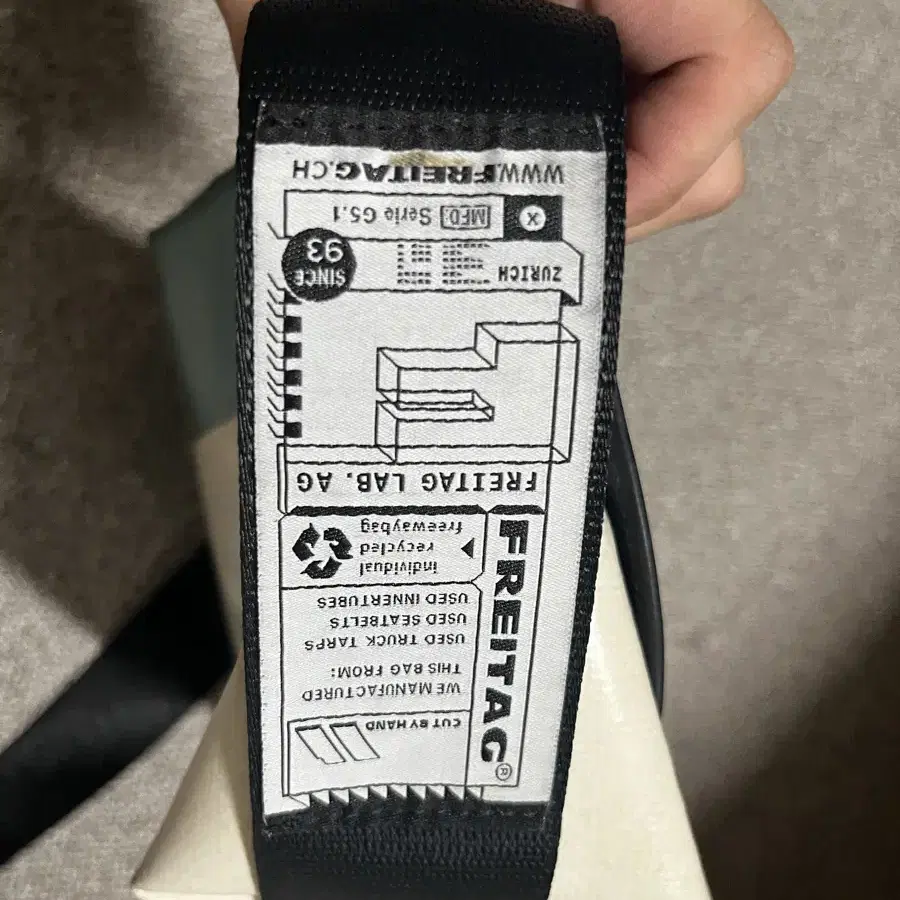 FREITAG®
CUT BY HAND
WE MANUFACTURED
THIS BAG FROM:
USED TRUCK TARPS
USED SEATBELTS
USED INNERTUBES
individual
recycled
freewaybag
FREITAG LAB. AG
ZURICH
SINCE
93
X MFD: Serie G5.1
WWW.FREITAG.CH